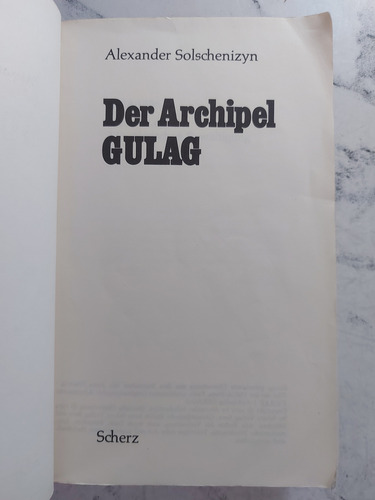 Alexander Solschenizyn
Der Archipel
GULAG
Scherz